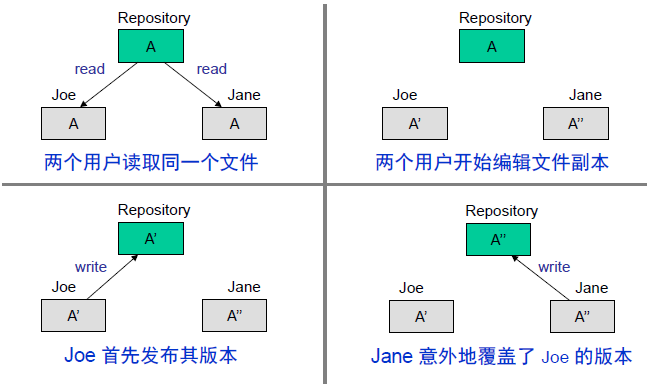 Repository
A
read
read
Joe
Jane
A
A
两个用户读取同一个文件
Repository
A
Joe
Jane
A’
A’’
两个用户开始编辑文件副本
Repository
A’
write
Joe
Jane
A’
A’’
Joe 首先发布其版本
Repository
A’’
write
Joe
Jane
A’
A’’
Jane 意外地覆盖了 Joe 的版本